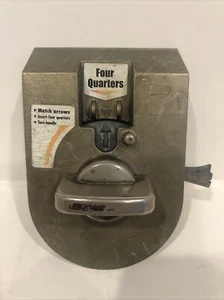 Four
Quarters
• Match arrows
• Insert four quarters
• Turn handle